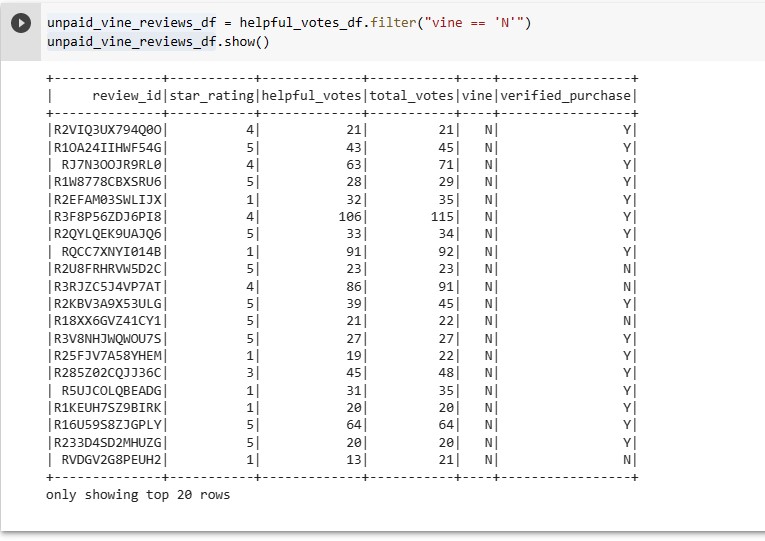 unpaid_vine_reviews_df = helpful_votes_df.filter("vine == 'N'")
unpaid_vine_reviews_df.show()
+--------------+-----------+-------------+-----------+----+-----------------+
|     review_id|star_rating|helpful_votes|total_votes|vine|verified_purchase|
+--------------+-----------+-------------+-----------+----+-----------------+
|R2VIQ3UX794Q0O|          4|           21|         21|   N|                Y|
|R1OA24IIHWF54G|          5|           43|         45|   N|                Y|
| RJ7N3OOJR9RL0|          4|           63|         71|   N|                Y|
|R1W8778CBXSRU6|          5|           28|         29|   N|                Y|
|R2EFAM03SWLIJX|          1|           32|         35|   N|                Y|
|R3F8P56ZDJ6PI8|          4|          106|        115|   N|                Y|
|R2QYLQEK9UAJQ6|          5|           33|         34|   N|                Y|
| RQCC7XNYI014B|          1|           91|         92|   N|                Y|
|R2U8FRHRVW5D2C|          5|           23|         23|   N|                N|
|R3RJZC5J4VP7AT|          4|           86|         91|   N|                N|
|R2KBV3A9X53ULG|          5|           39|         45|   N|                Y|
|R18XX6GVZ41CY1|          5|           21|         22|   N|                N|
|R3V8NHJWQWOU7S|          5|           27|         27|   N|                Y|
|R25FJV7A58YHEM|          1|           19|         22|   N|                Y|
|R285Z02CQJJ36C|          3|           45|         48|   N|                Y|
| R5UJCOLQBEADG|          1|           31|         35|   N|                Y|
|R1KEUH7SZ9BIRK|          1|           20|         20|   N|                Y|
|R16U59S8ZJGPLY|          5|           64|         64|   N|                Y|
|R233D4SD2MHUZG|          5|           20|         20|   N|                Y|
| RVDGV2G8PEUH2|          1|           13|         21|   N|                N|
+--------------+-----------+-------------+-----------+----+-----------------+
only showing top 20 rows